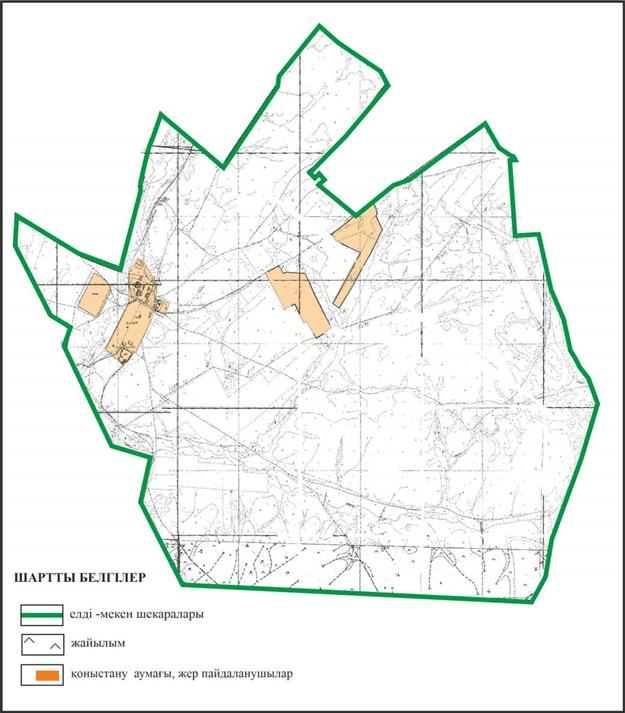 ШАРТТЫ БЕЛГІЛЕР
елді -мекен шекаралары
жайылым
қоныстану аумағы, жер пайдаланушылар